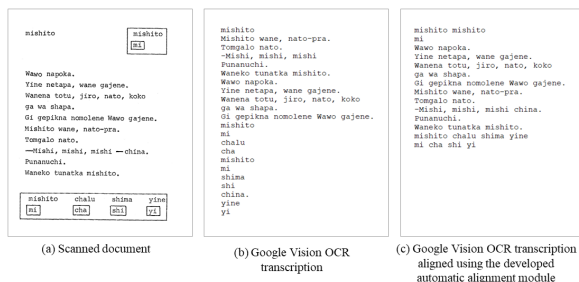 mishito
mishito
mi
Wawo napoka.
Yine netapa, wane gajene.
Wanena totu, jiro, nato, koko
ga wa shapa.
Gi gepikna nomolene Wawo gajene.
Mishito wane, nato-pra.
Tomgalo nato.
—Mishi, mishi, mishi —china.
Punanuchi.
Waneko tunatka mishito.
mishito chalu shima yine
mi cha shi yi
(a) Scanned document
mishito
Mishito wane, nato-pra.
Tomgalo nato.
-Mishi, mishi, mishi
Punanuchi.
Waneko tunatka mishito.
Wawo napoka.
Yine netapa, wane gajene.
Wanena totu, jiro, nato, koko
ga wa shapa.
Gi gepikna nomolene Wawo gajene.
mishito
mi
chalu
cha
mishito
mi
shima
shi
china.
yine
yi
(b) Google Vision OCR
transcription
mishito mishito
mi
Wawo napoka.
Yine netapa, wane gajene.
Wanena totu, jiro, nato, koko
ga wa shapa.
Gi gepikna nomolene Wawo gajene.
Mishito wane, nato-pra.
Tomgalo nato.
-Mishi, mishi, mishi china.
Punanuchi.
Waneko tunatka mishito.
mishito chalu shima yine
mi cha shi yi
(c) Google Vision OCR transcription
aligned using the developed
automatic alignment module